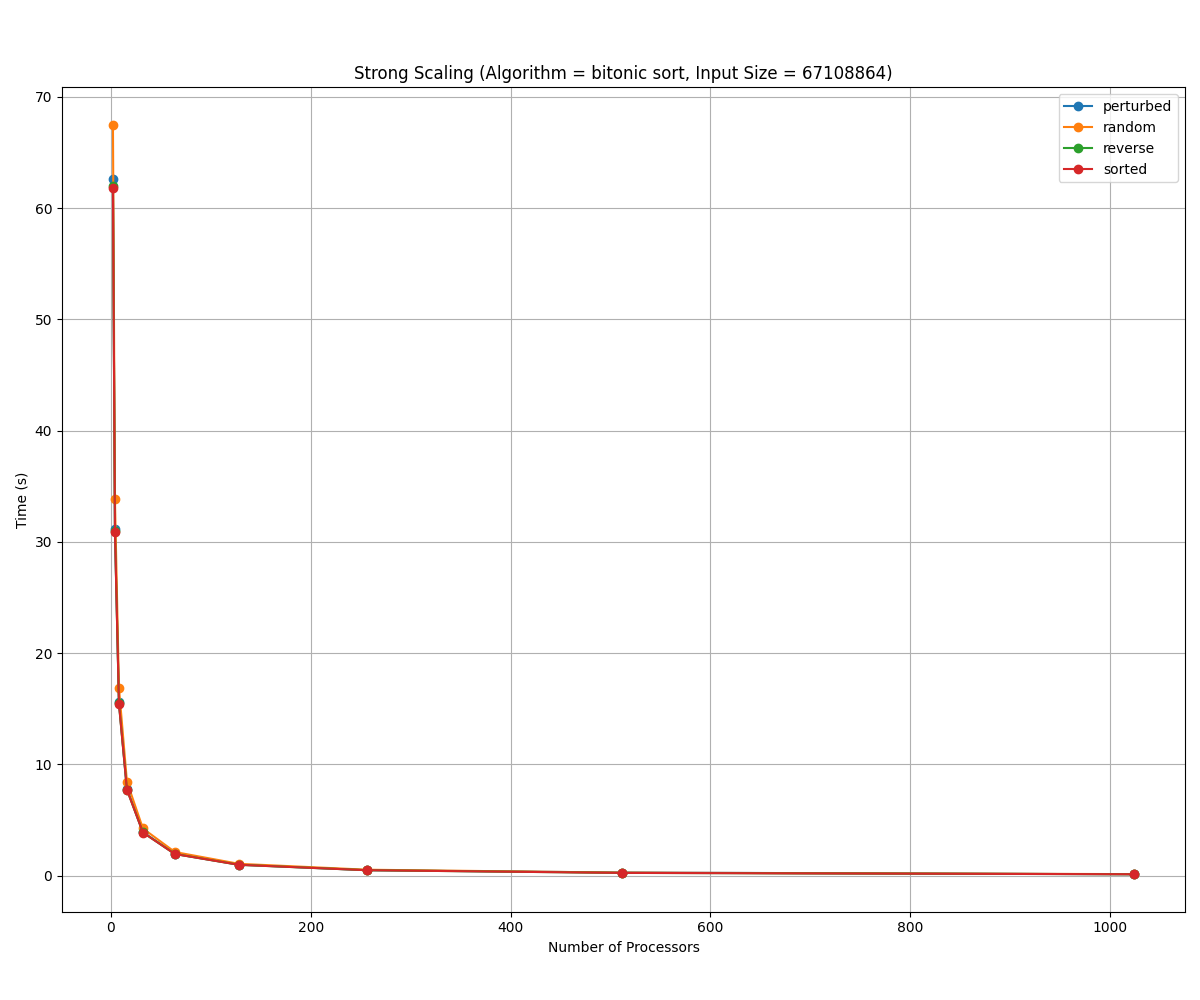 Strong Scaling (Algorithm = bitonic sort, Input Size = 67108864)
perturbed
random
reverse
sorted
70
60
50
40
30
20
10
0
Time (s)
0 200 400 600 800 1000
Number of Processors